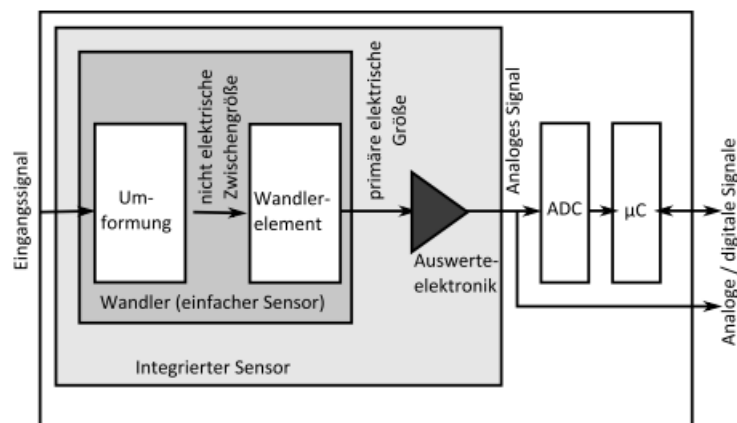 Eingangssignal
Um-
formung
nicht elektrische
Zwischengröße
Wandler-
element
Wandler (einfacher Sensor)
Integrierter Sensor
primäre elektrische
Größe
Auswerte-
elektronik
Analoges Signal
ADC
µC
Analoge / digitale Signale